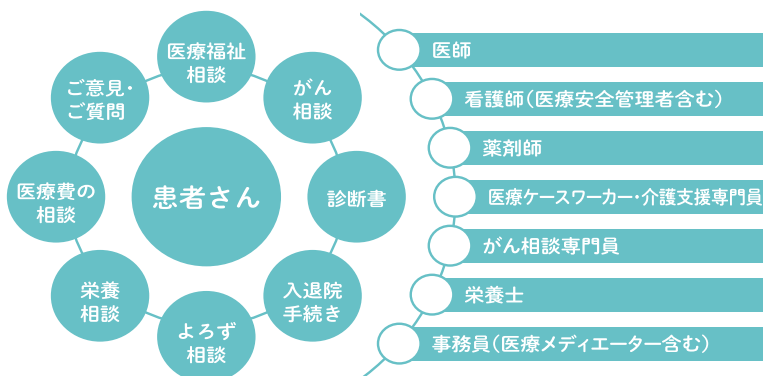 医療福祉
相談
がん
相談
診断書
入退院
手続き
よろず
相談
栄養
相談
医療費の
相談
ご意見・
ご質問
患者さん
医師
看護師（医療安全管理者含む）
薬剤師
医療ケースワーカー・介護支援専門員
がん相談専門員
栄養士
事務員（医療メディエーター含む）